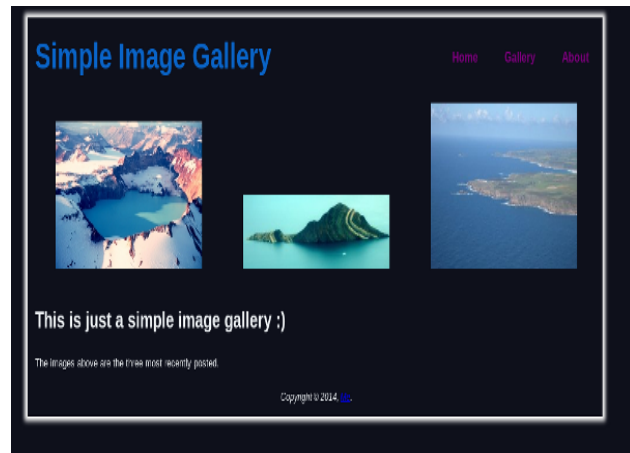 Simple Image Gallery
Home Gallery About
This is just a simple image gallery :)
The images above are the three most recently posted.
Copyright © 2014, .